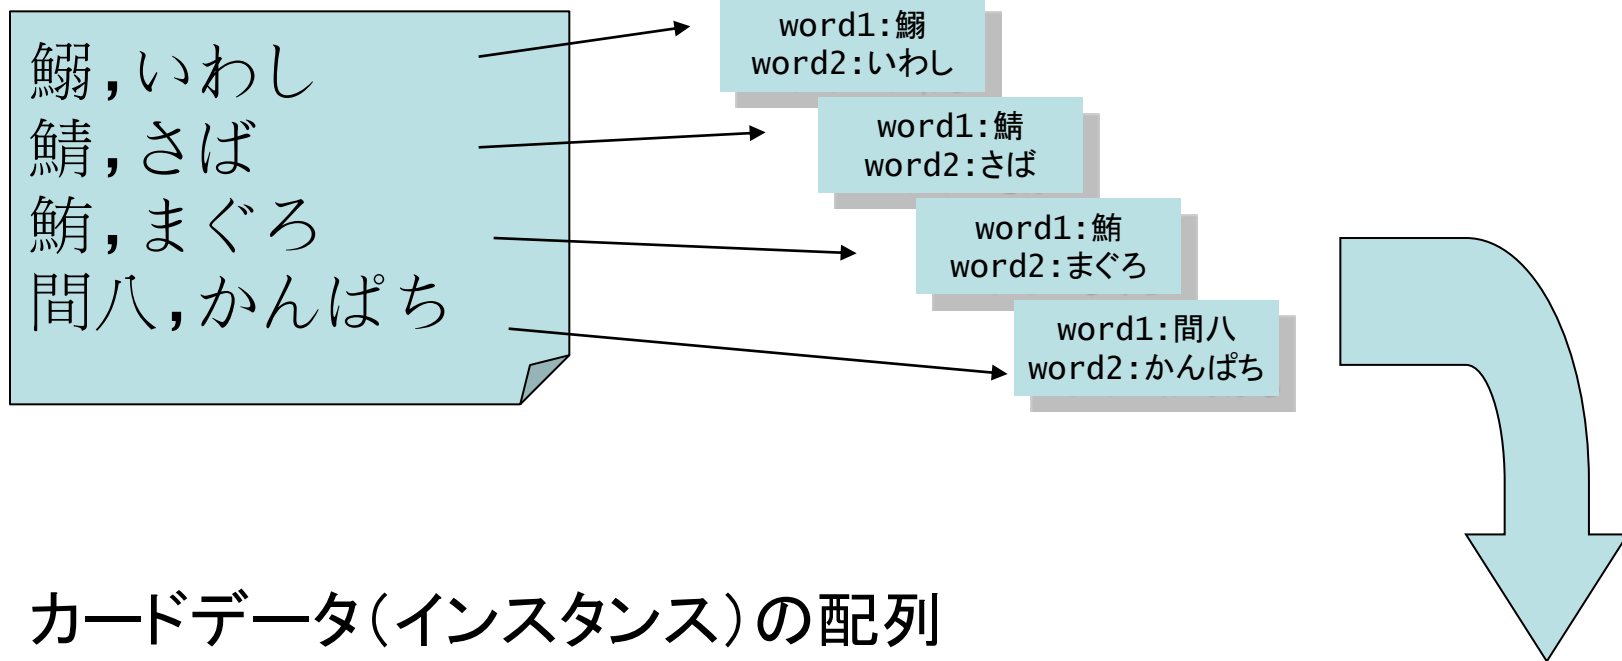 鰯,いわし
鯖,さば
鮪,まぐろ
間八,かんぱち
word1:鰯
word2:いわし
word1:鯖
word2:さば
word1:鮪
word2:まぐろ
word1:間八
word2:かんぱち
カードデータ(インスタンス)の配列